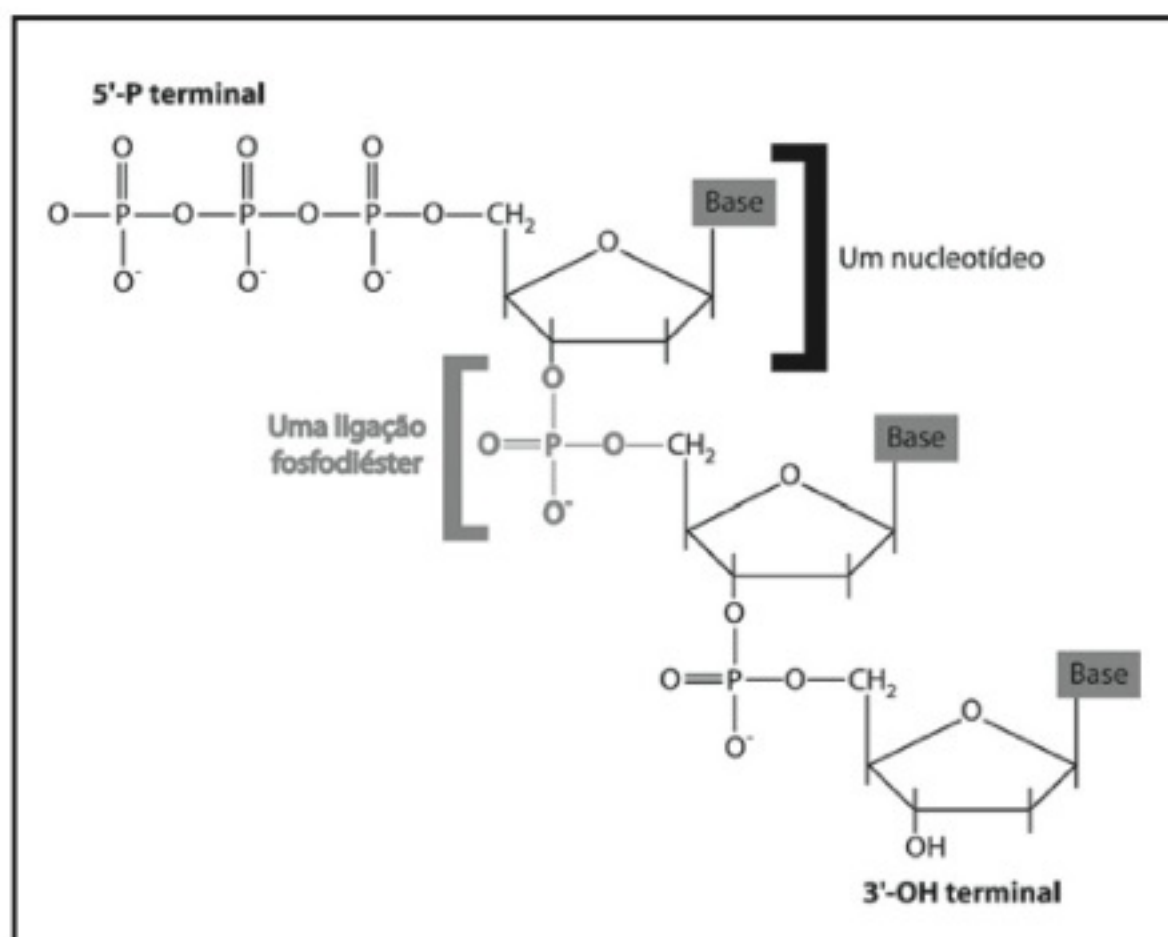 5'-P terminal
O O O
O—P—O—P—O—P—O—CH2
O- O- O-
O
Base
Um nucleotídeo
O
Uma ligação
fosfodiéster
O=P—O—CH2
O-
O
Base
O
O=P—O—CH2
O-
O
Base
OH
3'-OH terminal